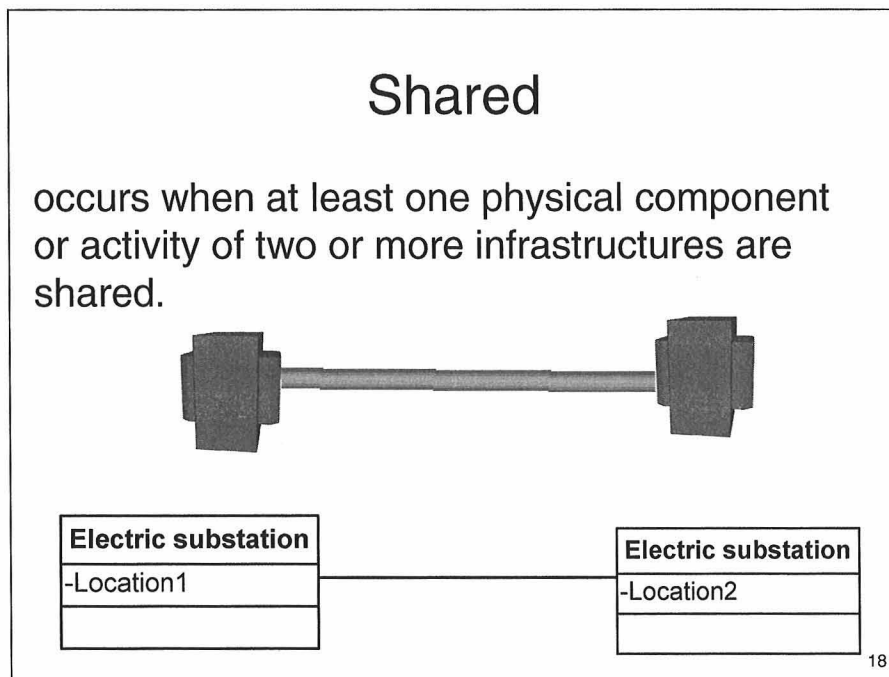 Shared
occurs when at least one physical component
or activity of two or more infrastructures are
shared.
Electric substation
-Location1
Electric substation
-Location2
18